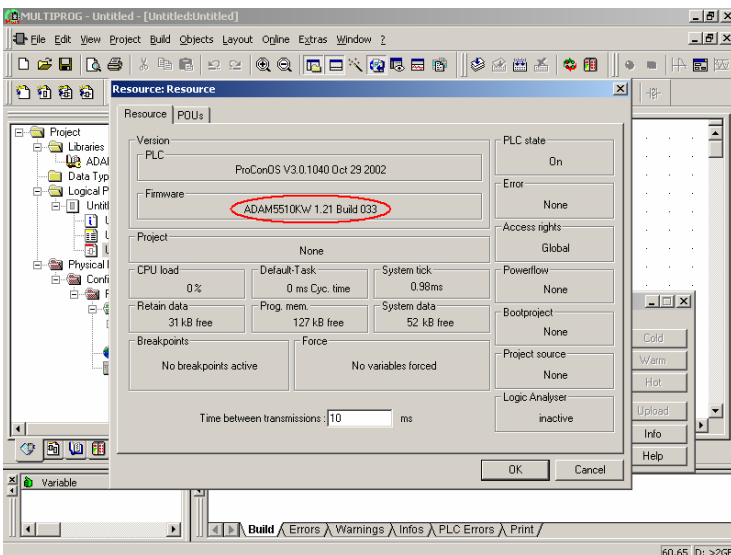 MULTIPROG - Untitled - [Untitled:Untitled]
File Edit View Project Build Objects Layout Online Extras Window ?
Resource: Resource
Resource POUs
Project
Libraries
ADAM
Data Typ
Logical P
Untitl
Physical
Confi
Version
PLC
ProConOS V3.0.1040 Oct 29 2002
Firmware
ADAM5510KW 1.21 Build 033
Project
None
CPU load
0 %
Default-Task
0 ms Cyc. time
System tick
0.98ms
Retain data
31 kB free
Prog. mem.
127 kB free
System data
52 kB free
Breakpoints
No breakpoints active
Force
No variables forced
Time between transmissions : 10 ms
PLC state
On
Error
None
Access rights
Global
Powerflow
None
Bootproject
None
Project source
None
Logic Analyser
inactive
OK Cancel
Cold
Warm
Hot
Upload
Info
Help
Variable
Build Errors Warnings Infos PLC Errors Print
60,65 D: >2GB